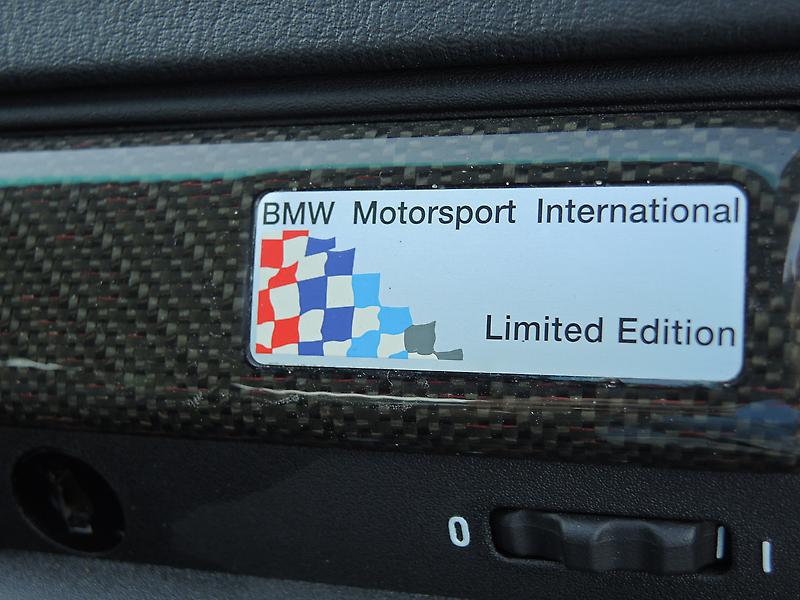 BMW Motorsport International
Limited Edition
0 I